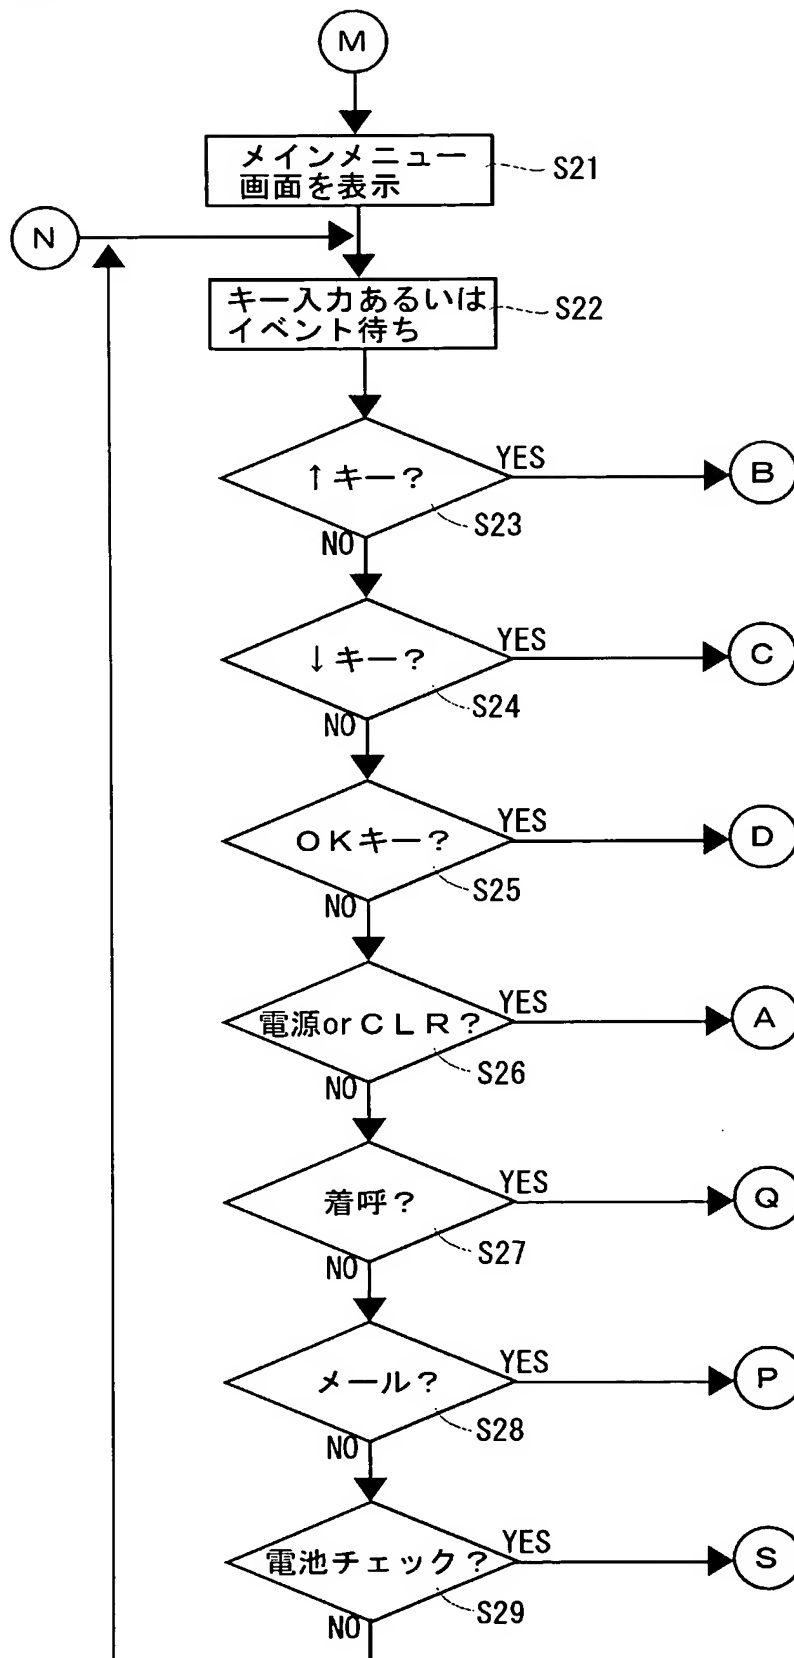 M
メインメニュー
画面を表示
S21
N
キー入力あるいは
イベント待ち
S22
↑キー?
YES
B
S23
NO
↓キー?
YES
C
S24
NO
OKキー?
YES
D
S25
NO
電源orCLR?
YES
A
S26
NO
着呼?
YES
Q
S27
NO
メール?
YES
P
S28
NO
電池チェック?
YES
S
S29
NO